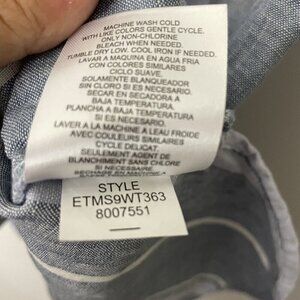 MACHINE WASH COLD
WITH LIKE COLORS GENTLE CYCLE.
ONLY NON-CHLORINE
BLEACH WHEN NEEDED.
TUMBLE DRY LOW. COOL IRON IF NEEDED.
LAVAR A MAQUINA EN AGUA FRIA
CON COLORES SIMILARES
CICLO SUAVE.
SOLAMENTE BLANQUEADOR
SIN CLORO SI ES NECESARIO.
SECAR EN SECADORA A
BAJA TEMPERATURA
PLANCHA A BAJA TEMPERATURA
SI ES NECESARIO.
LAVER A LA MACHINE A L'EAU FROIDE
AVEC COULEURS SIMILAIRES
CYCLE DELICAT.
SEULEMENT AGENT DE
BLANCHIMENT SANS CHLORE
STYLE
ETMS9WT363
8007551